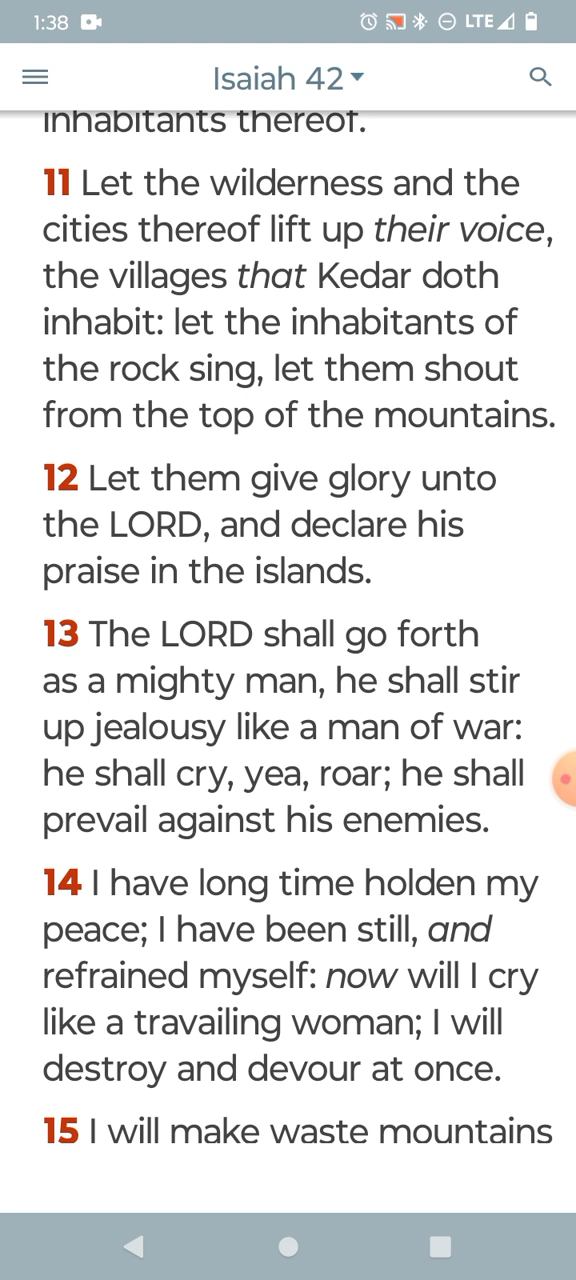 1:38
LTE
Isaiah 42
inhabitants thereof.
11 Let the wilderness and the
cities thereof lift up their voice,
the villages that Kedar doth
inhabit: let the inhabitants of
the rock sing, let them shout
from the top of the mountains.
12 Let them give glory unto
the LORD, and declare his
praise in the islands.
13 The LORD shall go forth
as a mighty man, he shall stir
up jealousy like a man of war:
he shall cry, yea, roar; he shall
prevail against his enemies.
14 I have long time holden my
peace; I have been still, and
refrained myself: now will I cry
like a travailing woman; I will
destroy and devour at once.
15 I will make waste mountains